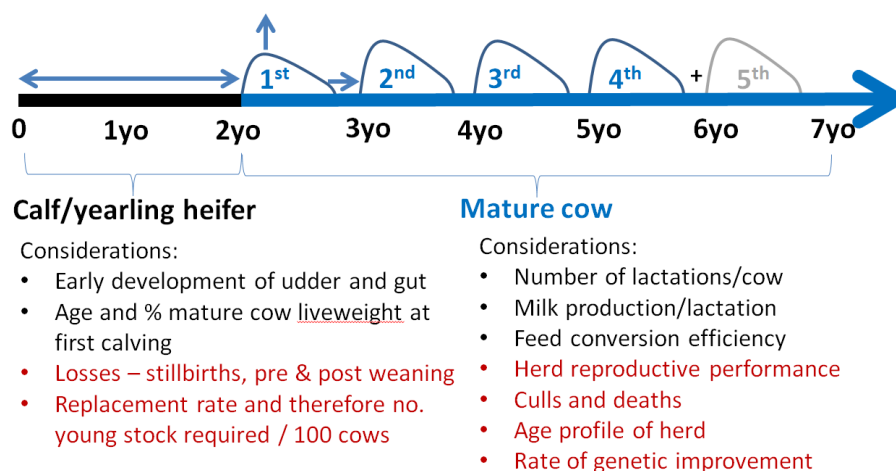 1st 2nd 3rd 4th + 5th
0 1yo 2yo 3yo 4yo 5yo 6yo 7yo
Calf/yearling heifer
Considerations:
• Early development of udder and gut
• Age and % mature cow liveweight at
first calving
• Losses – stillbirths, pre & post weaning
• Replacement rate and therefore no.
young stock required / 100 cows
Mature cow
Considerations:
• Number of lactations/cow
• Milk production/lactation
• Feed conversion efficiency
• Herd reproductive performance
• Culls and deaths
• Age profile of herd
• Rate of genetic improvement